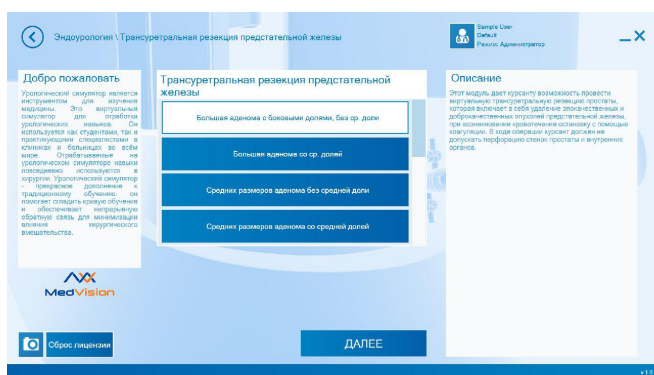 Эндоурология \ Трансуретральная резекция предстательной железы
Sample User
Default
Режим: Администратор
Добро пожаловать
Урологический симулятор является
инструментом для изучения
медицины. Это виртуальный
симулятор для отработки
урологических навыков. Он
используется как студентами, так и
практикующими специалистами в
клиниках и больницах во всём
мире. Отрабатываемые на
урологическом симуляторе навыки
повседневно используются в
хирургии. Урологический симулятор
- прекрасное дополнение к
традиционному обучению: он
помогает сгладить кривую обучения
и обеспечивает непрерывную
обратную связь для минимизации
влияния хирургического
вмешательства.
MedVision
Сброс лицензии
Трансуретральная резекция предстательной
железы
Большая аденома с боковыми долями, без ср. доли
Большая аденома со ср. долей
Средних размеров аденома без средней доли
Средних размеров аденома со средней долей
ДАЛЕЕ
Описание
Этот модуль дает курсанту возможность провести
виртуальную трансуретральную резекцию простаты,
которая включает в себя удаление злокачественных и
доброкачественных опухолей предстательной железы,
при возникновении кровотечения остановку с помощью
коагуляции. В ходе операции курсант должен не
допускать перфорацию стенок простаты и внутренних
органов.
v 1.0